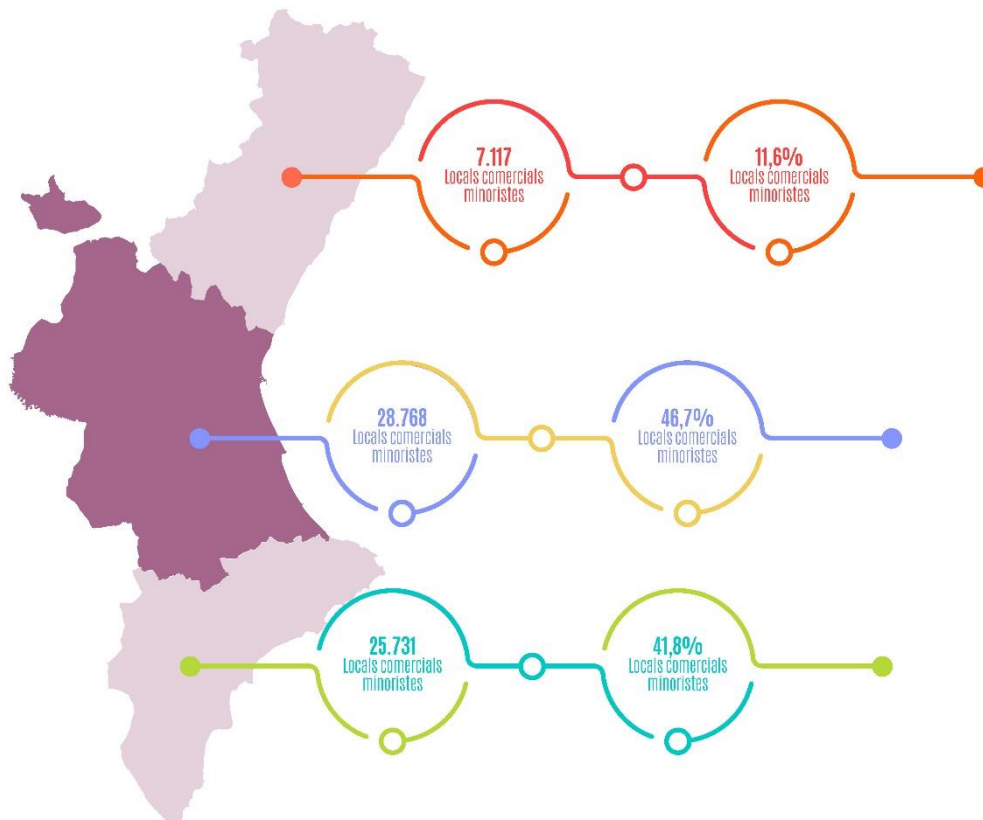 7.117
Locals comercials
minoristes
11,6%
Locals comercials
minoristes
28.768
Locals comercials
minoristes
46,7%
Locals comercials
minoristes
25.731
Locals comercials
minoristes
41,8%
Locals comercials
minoristes